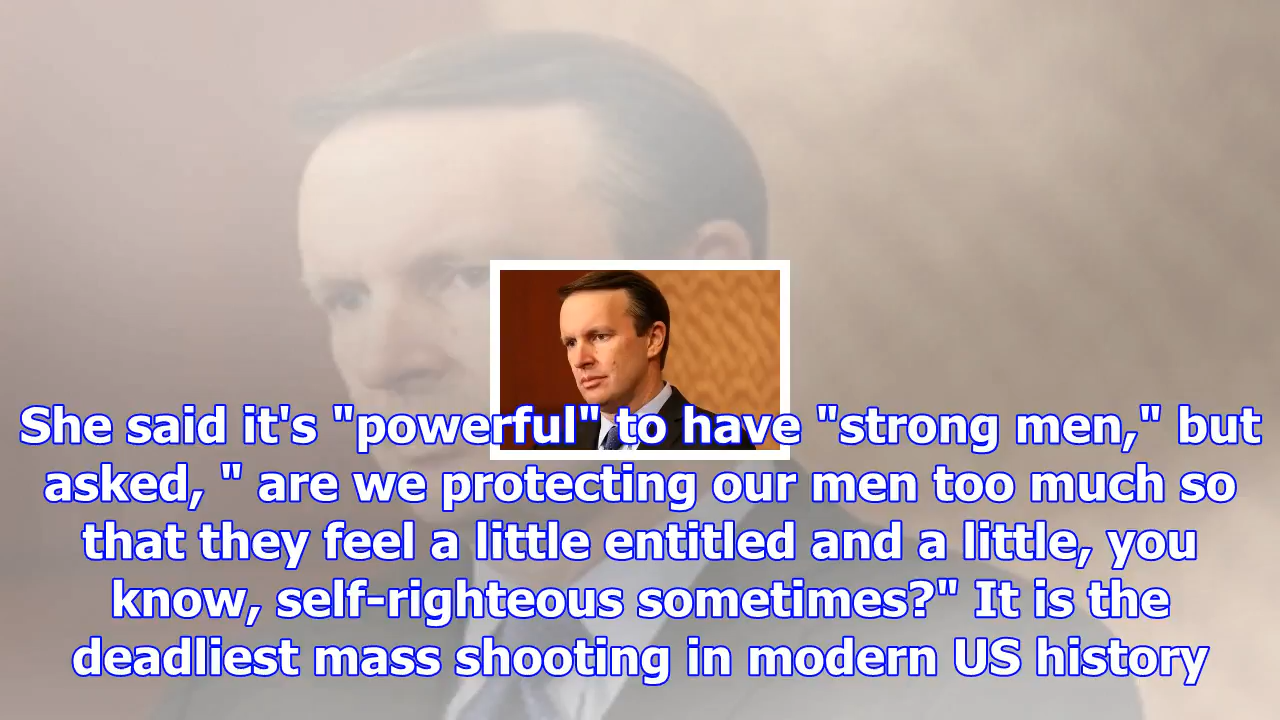 She said it's "powerful" to have "strong men," but
asked, " are we protecting our men too much so
that they feel a little entitled and a little, you
know, self-righteous sometimes?" It is the
deadliest mass shooting in modern US history